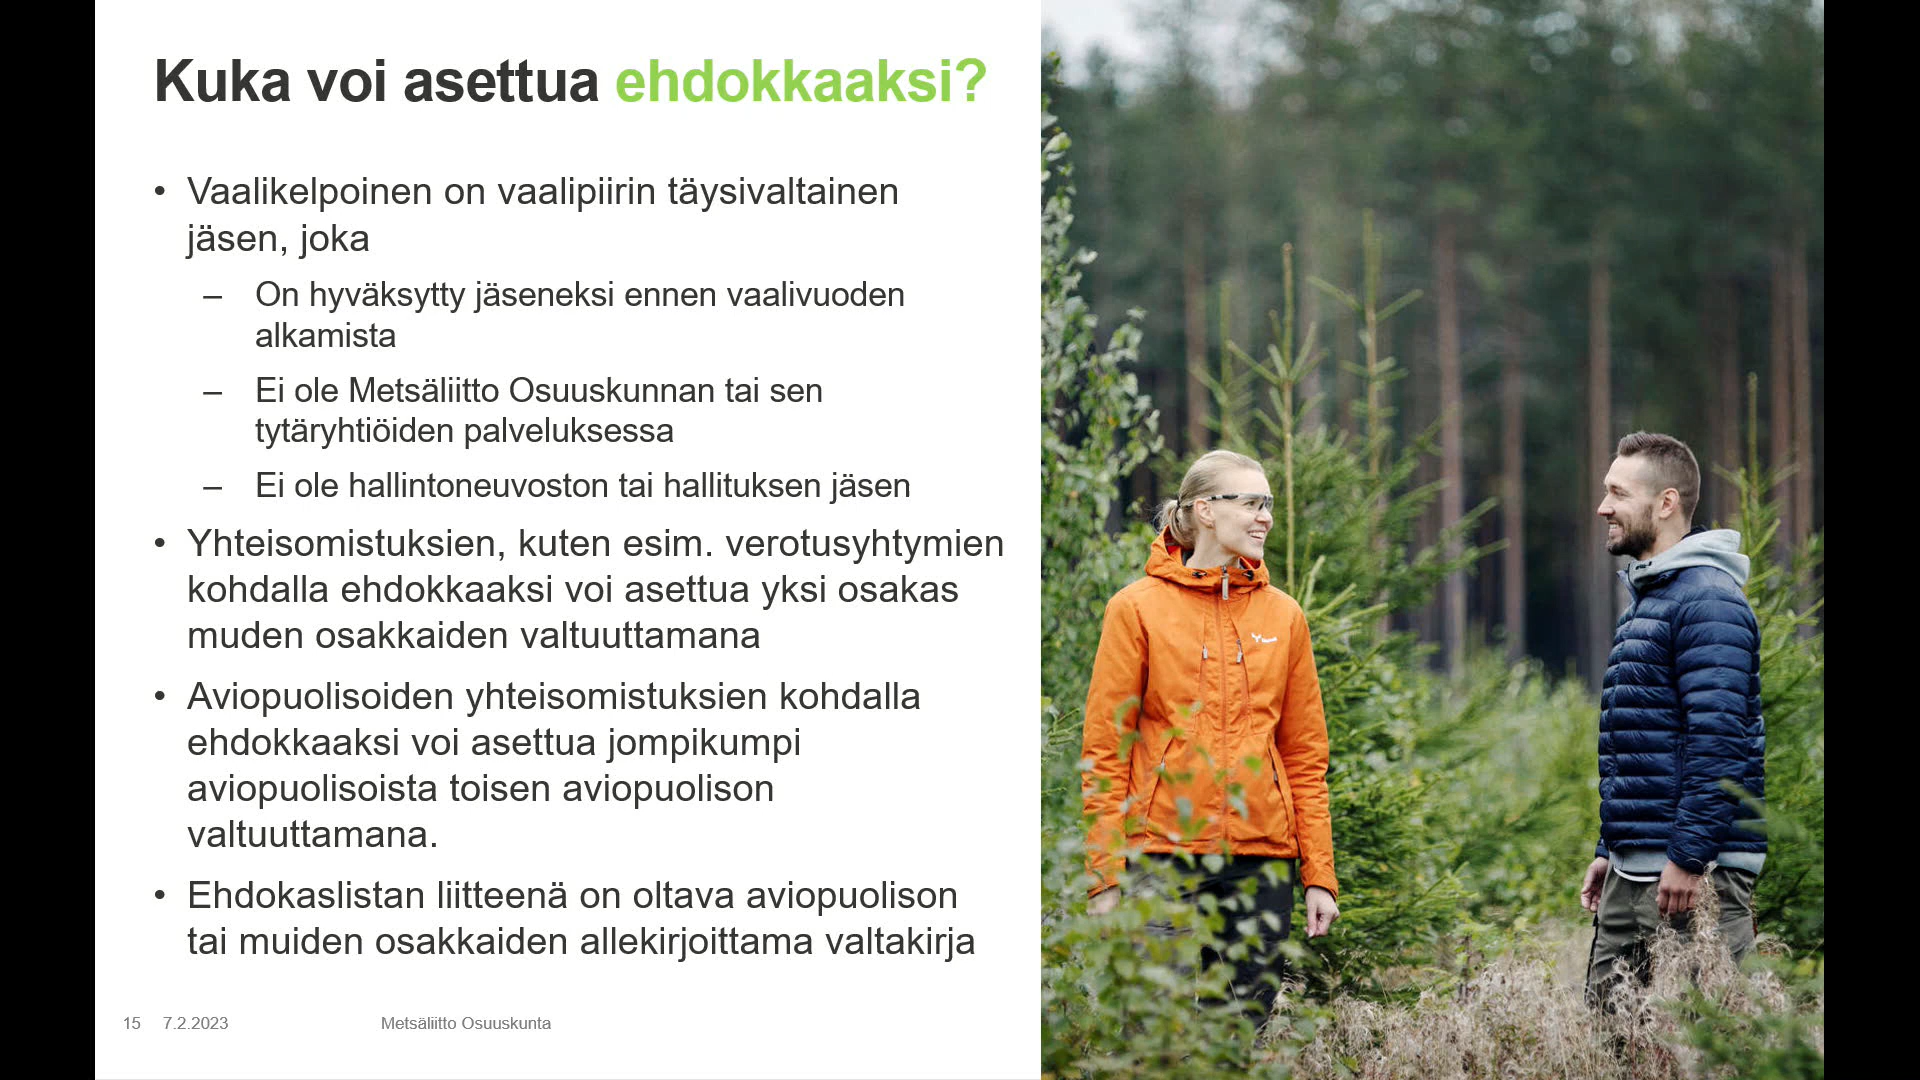 Kuka voi asettua ehdokkaaksi?
• Vaalikelpoinen on vaalipiirin täysivaltainen
jäsen, joka
– On hyväksytty jäseneksi ennen vaalivuoden
alkamista
– Ei ole Metsäliitto Osuuskunnan tai sen
tytäryhtiöiden palveluksessa
– Ei ole hallintoneuvoston tai hallituksen jäsen
• Yhteisomistuksien, kuten esim. verotusyhtymien
kohdalla ehdokkaaksi voi asettua yksi osakas
muden osakkaiden valtuuttamana
• Aviopuolisoiden yhteisomistuksien kohdalla
ehdokkaaksi voi asettua jompikumpi
aviopuolisoista toisen aviopuolison
valtuuttamana.
• Ehdokaslistan liitteenä on oltava aviopuolison
tai muiden osakkaiden allekirjoittama valtakirja
15 7.2.2023 Metsäliitto Osuuskunta